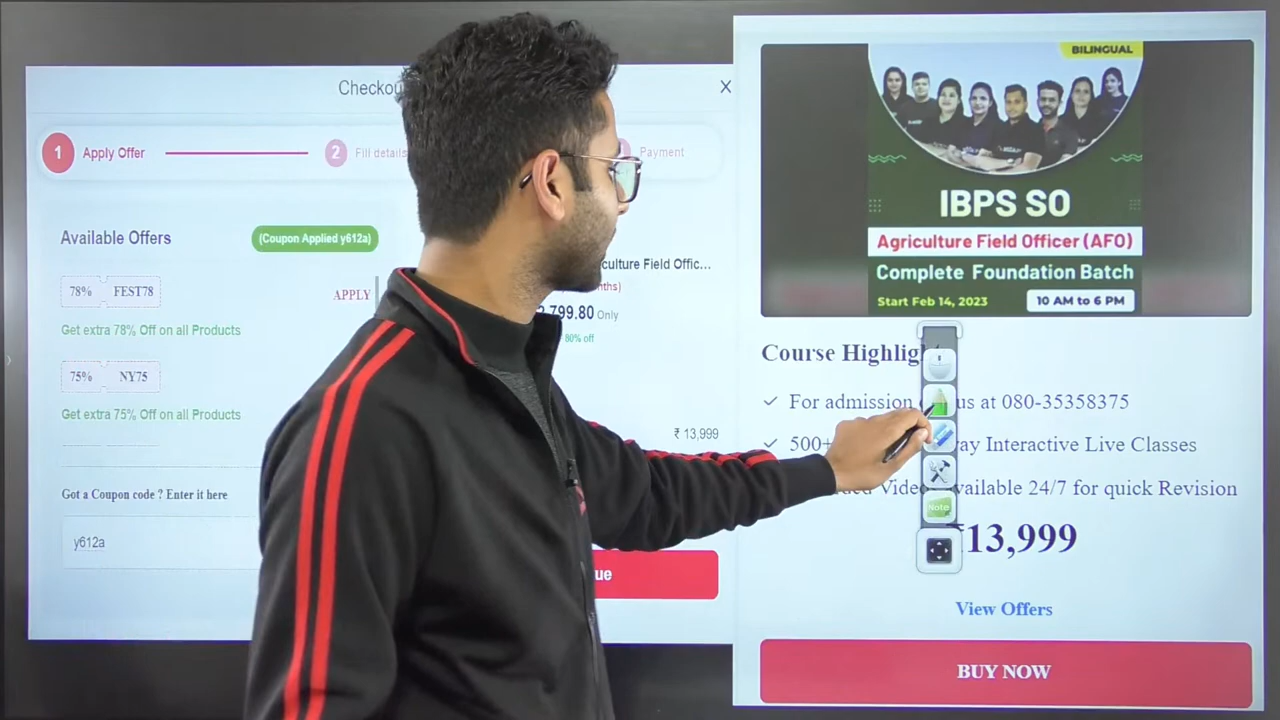 Checkou
X
1
Apply Offer
2
Fill details
Payment
Available Offers
(Coupon Applied y612a)
78%
FEST78
APPLY
Get extra 78% Off on all Products
75%
NY75
Get extra 75% Off on all Products
Got a Coupon code ? Enter it here
y612a
culture Field Offic...
799.80 Only
80% off
₹ 13,999
ue
BILINGUAL
IBPS SO
Agriculture Field Officer (AFO)
Complete Foundation Batch
Start Feb 14, 2023
10 AM to 6 PM
Course Highlig
For admission us at 080-35358375
500+ ay Interactive Live Classes
Vide vailable 24/7 for quick Revision
Note
₹13,999
View Offers
BUY NOW